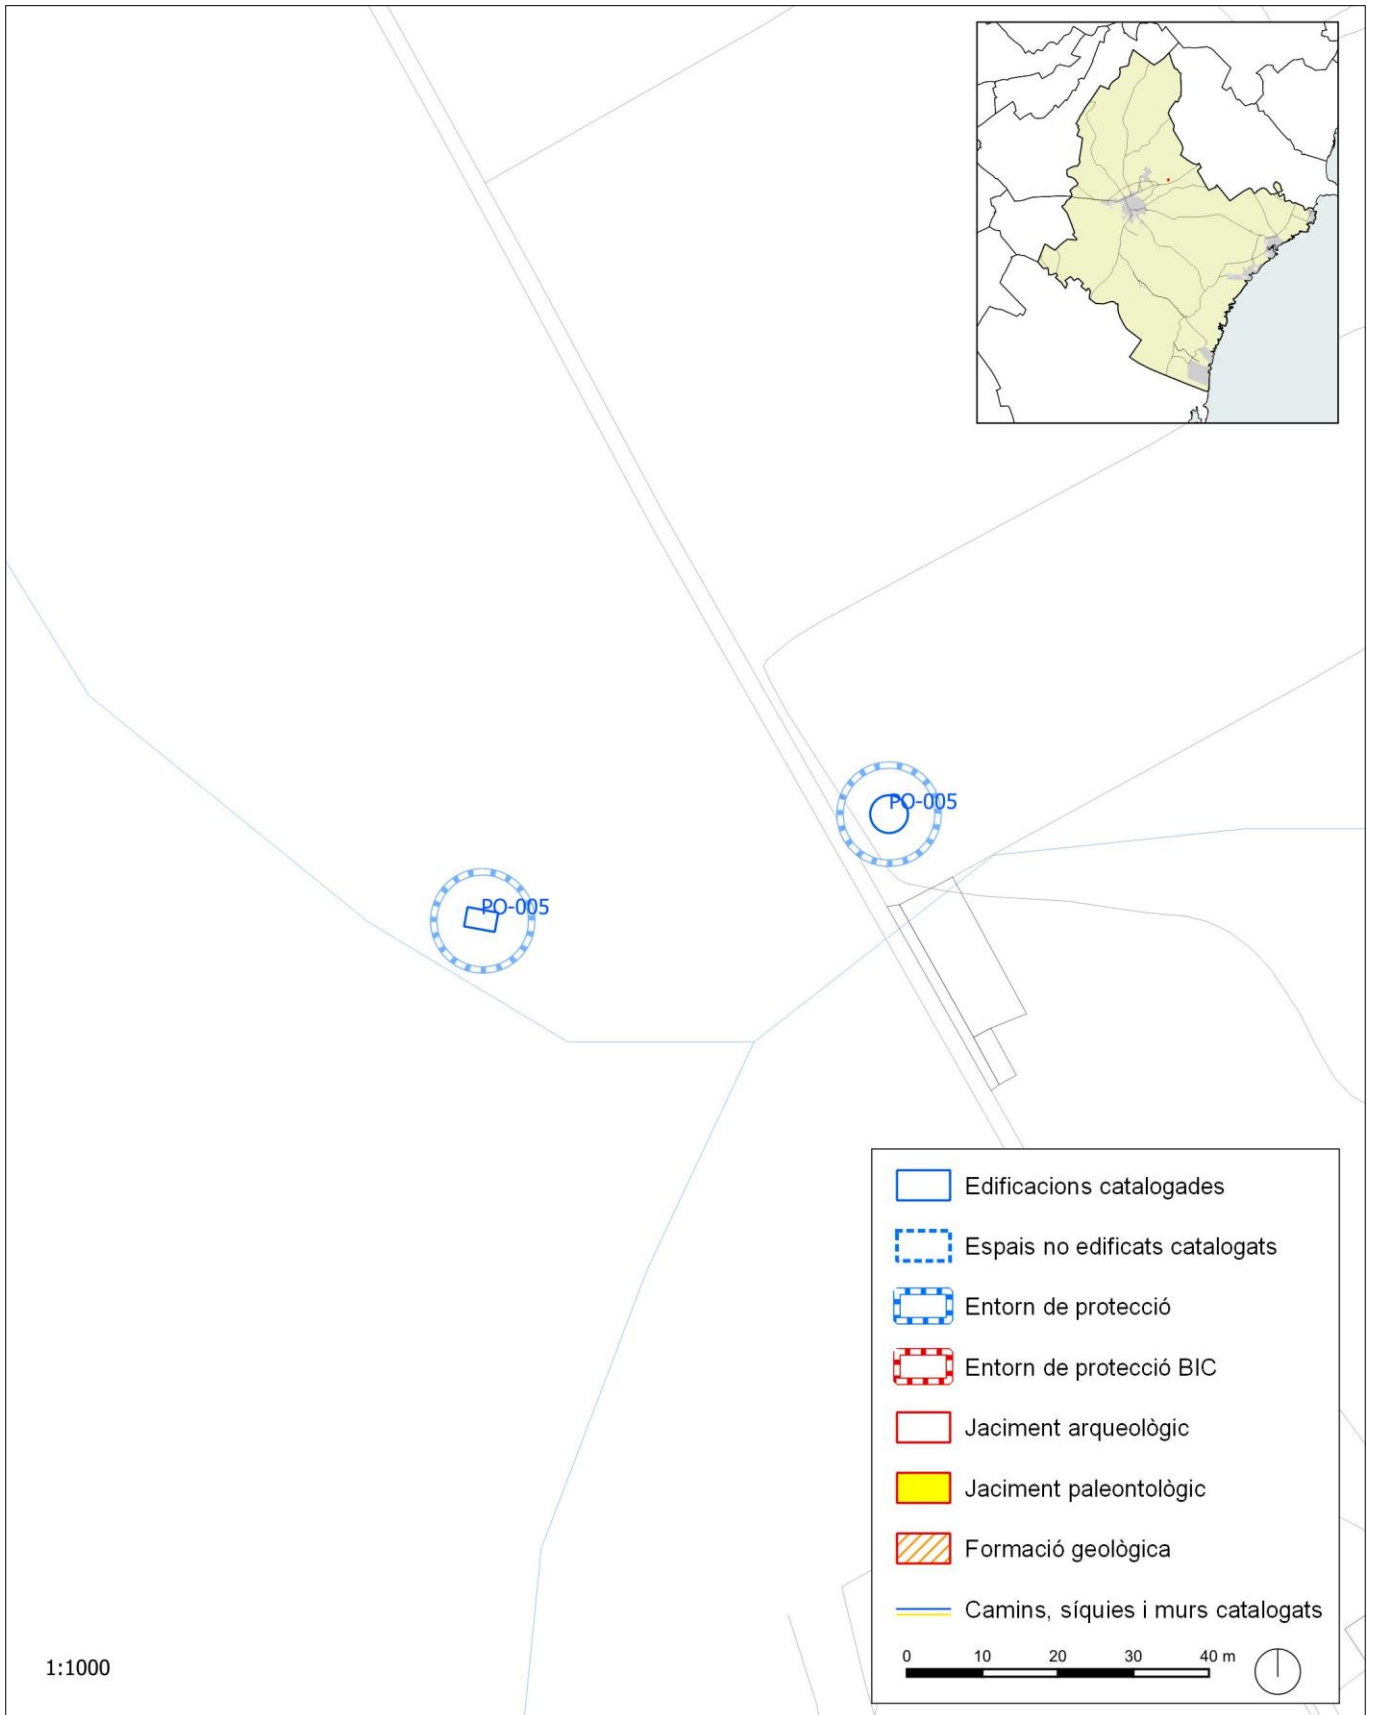 PO-005
PO-005
Edificacions catalogades
Espais no edificats catalogats
Entorn de protecció
Entorn de protecció BIC
Jaciment arqueològic
Jaciment paleontològic
Formació geològica
Camins, síquies i murs catalogats
0 10 20 30 40 m
1:1000